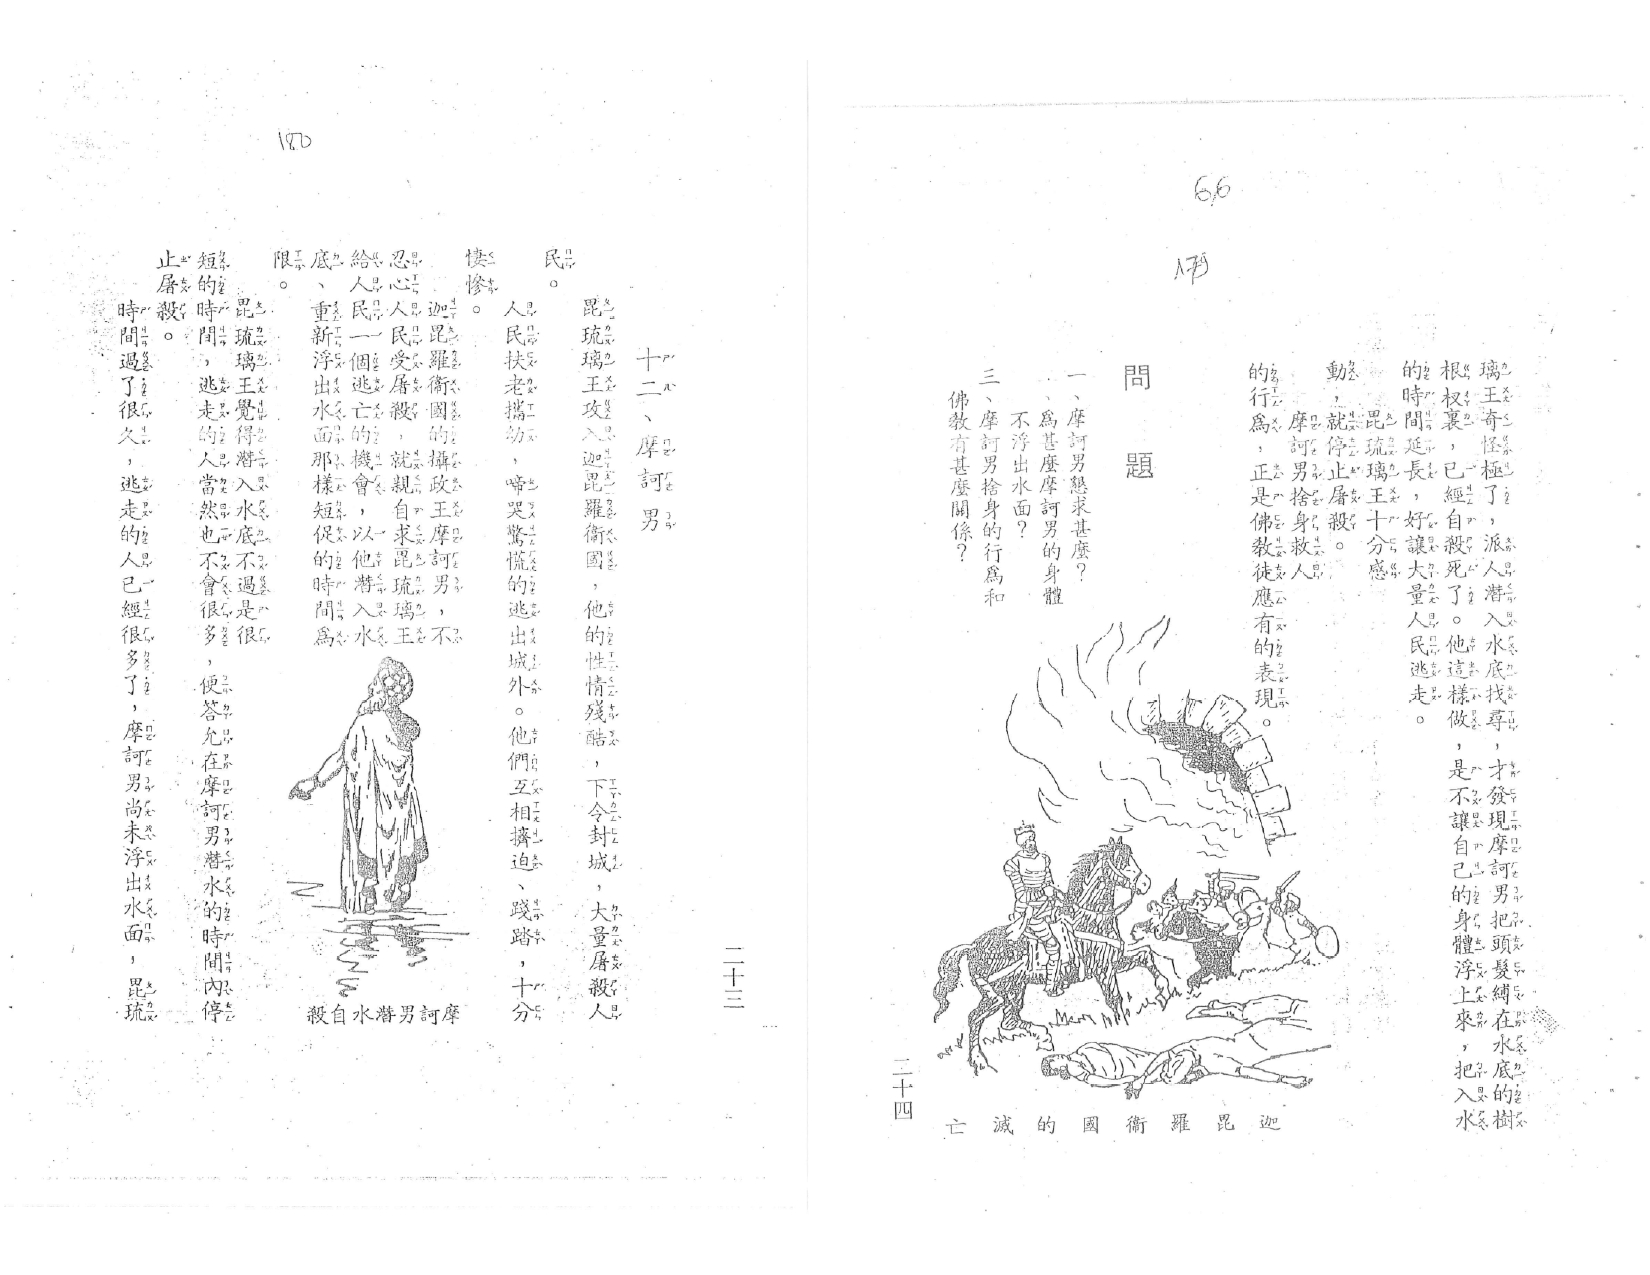 180
十二、摩訶男
毘琉璃王攻入迦毘羅衞國，他的性情殘酷，下令封城，大量屠殺人
民。
人民扶老攜幼，啼哭驚慌的逃出城外。他們互相擠迫、踐踏，十分
悽慘。
迦毘羅衞國的攝政王摩訶男，不
忍心人民受屠殺，就親自求毘琉璃王
給人民一個逃亡的機會，以他潛入水
底、重新浮出水面那樣短促的時間爲
限。
毘琉璃王覺得潛入水底不過是很
短的時間，逃走的人當然也不會很多，便答允在摩訶男潛水的時間內停
止屠殺。
時間過了很久，逃走的人已經很多了，摩訶男尚未浮出水面，毘琉
摩訶男潛水自殺
二十三
66
179
璃王奇怪極了，派人潛入水底找尋，才發現摩訶男把頭髮縛在水底的樹
根杈裏，已經自殺死了。他這樣做，是不讓自己的身體浮上來，把入水
的時間延長，好讓大量人民逃走。
毘琉璃王十分感
動，就停止屠殺。
摩訶男捨身救人
的行爲，正是佛敎徒應有的表現。
問題
一、摩訶男懇求甚麼？
、爲甚麼摩訶男的身體
不浮出水面？
三、摩訶男捨身的行爲和
佛敎有甚麼關係？
迦毘羅衞國的滅亡
二十四